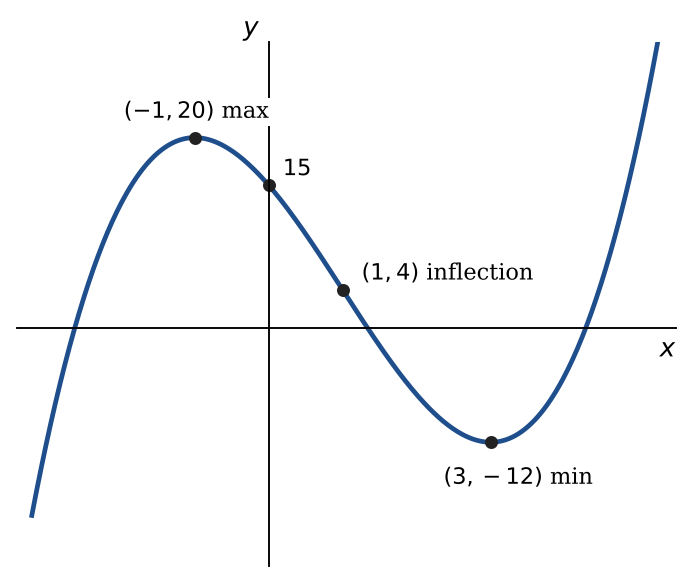 y
(−1, 20) max
15
(1, 4) inflection
x
(3, −12) min